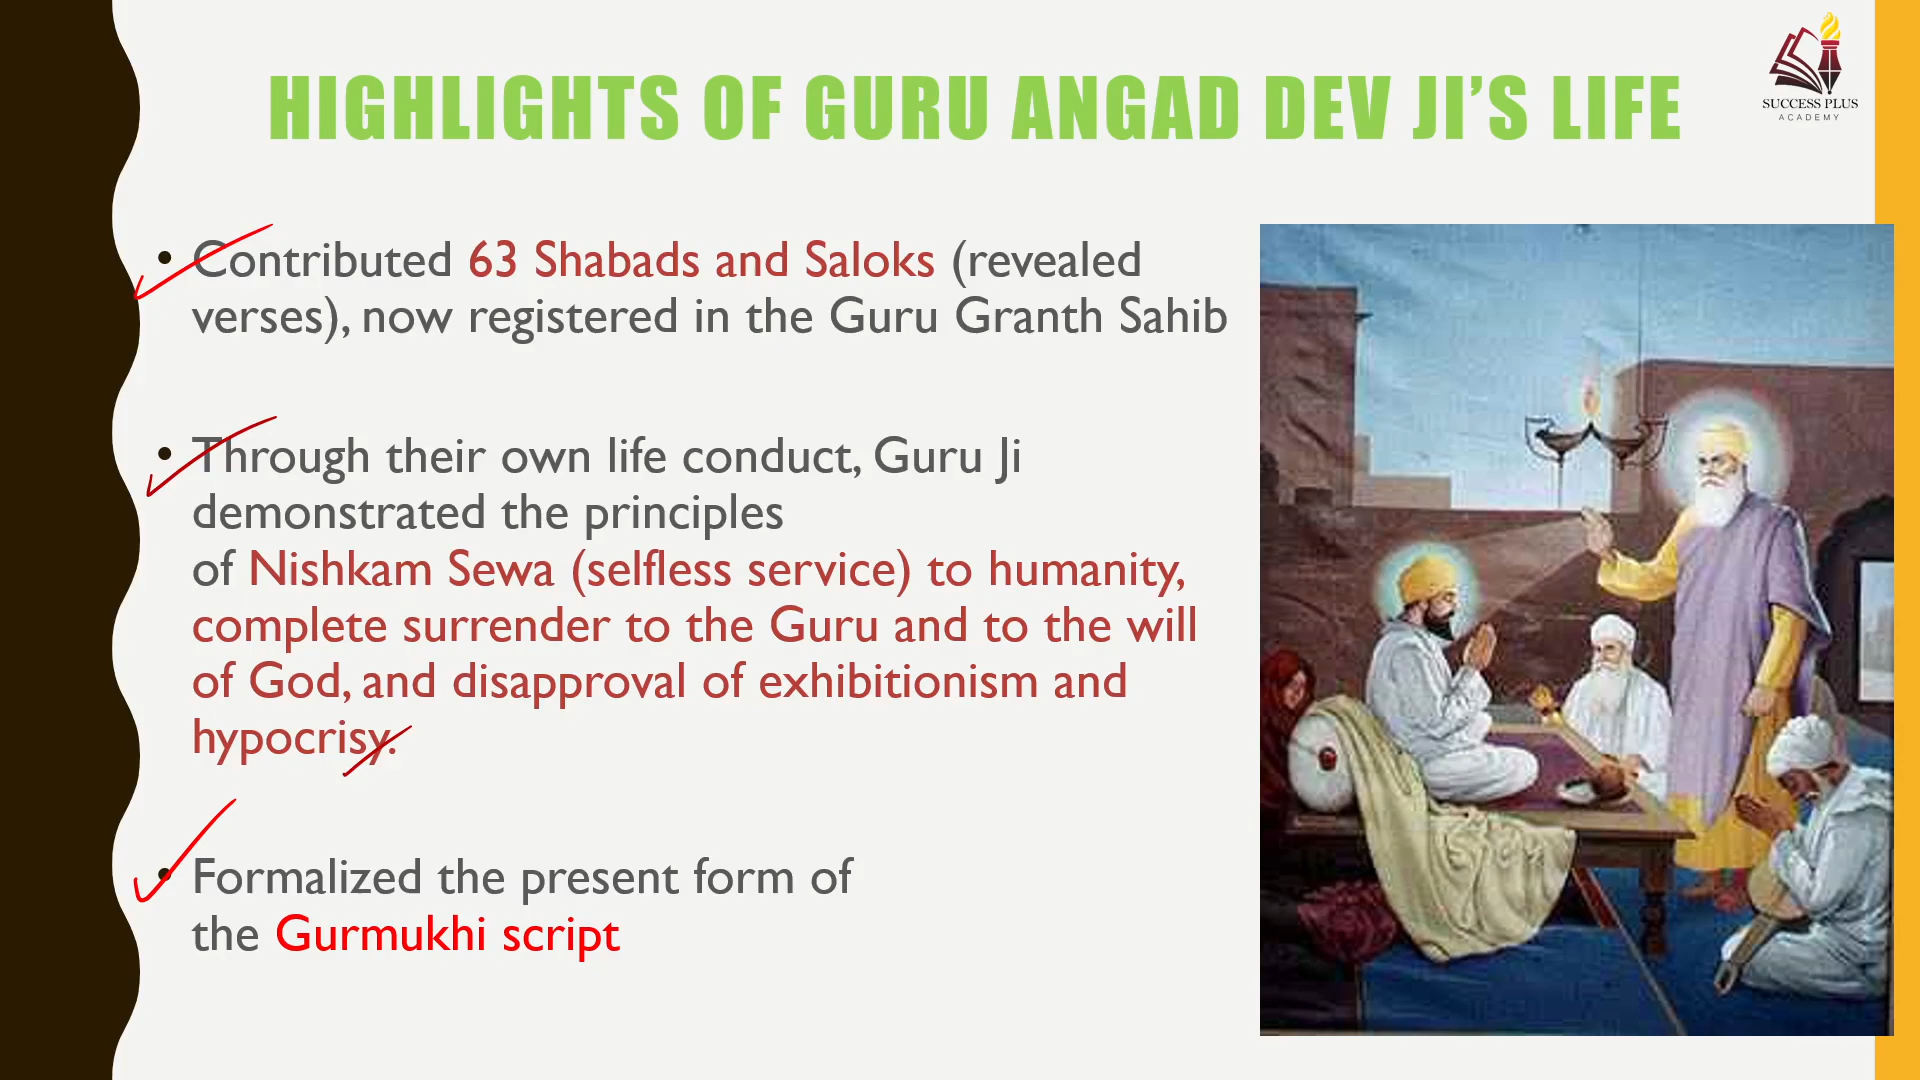 SUCCESS PLUS
ACADEMY
HIGHLIGHTS OF GURU ANGAD DEV JI’S LIFE
• Contributed 63 Shabads and Saloks (revealed
verses), now registered in the Guru Granth Sahib
• Through their own life conduct, Guru Ji
demonstrated the principles
of Nishkam Sewa (selfless service) to humanity,
complete surrender to the Guru and to the will
of God, and disapproval of exhibitionism and
hypocrisy.
• Formalized the present form of
the Gurmukhi script